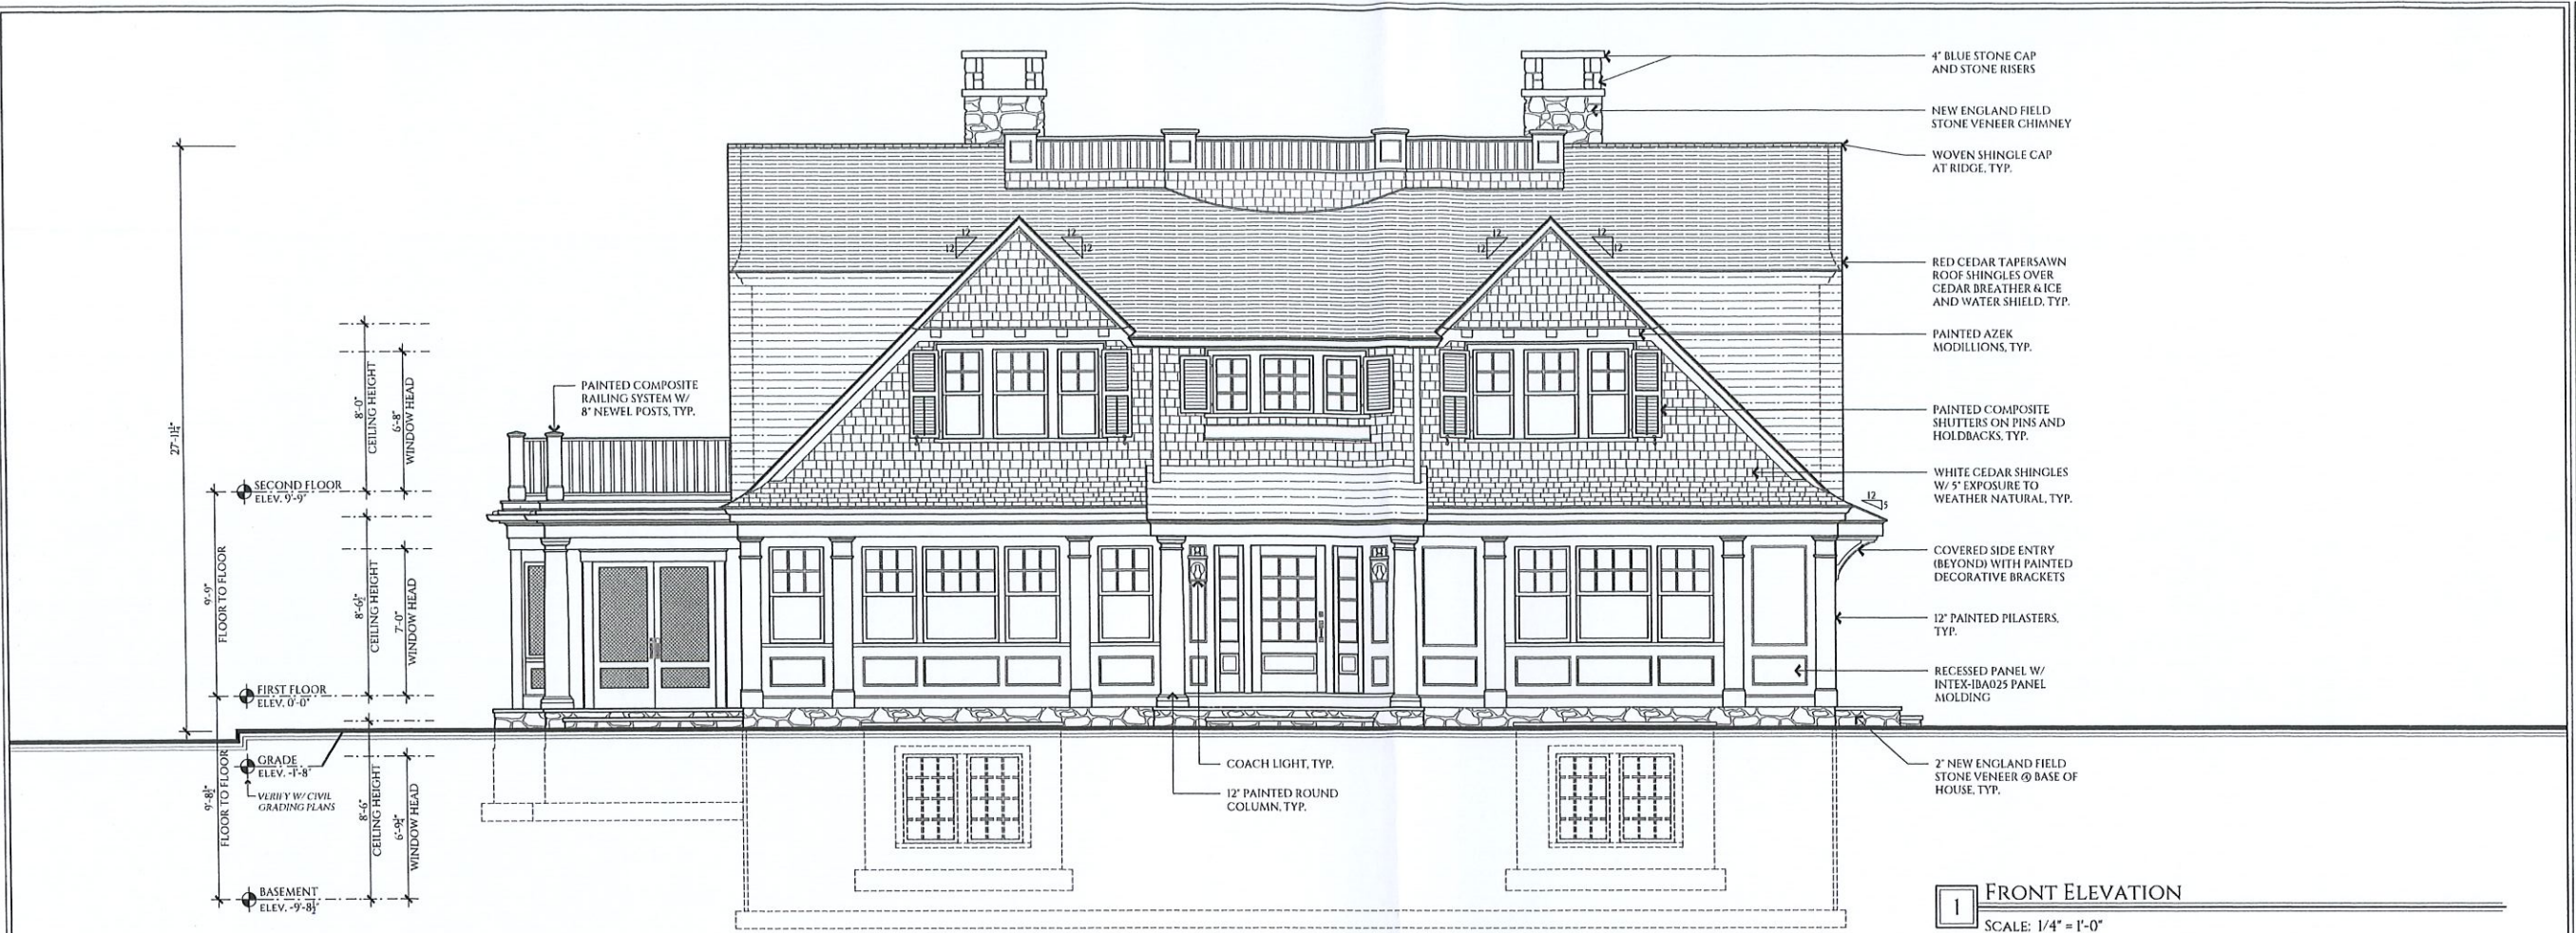 4" BLUE STONE CAP
AND STONE RISERS
NEW ENGLAND FIELD
STONE VENEER CHIMNEY
WOVEN SHINGLE CAP
AT RIDGE, TYP.
12
12
12
12
12
12
12
12
RED CEDAR TAPERSAWN
ROOF SHINGLES OVER
CEDAR BREATHER & ICE
AND WATER SHIELD, TYP.
PAINTED AZEK
MODILLIONS, TYP.
PAINTED COMPOSITE
RAILING SYSTEM W/
8" NEWEL POSTS, TYP.
PAINTED COMPOSITE
SHUTTERS ON PINS AND
HOLDBACKS, TYP.
WHITE CEDAR SHINGLES
W/ 5" EXPOSURE TO
WEATHER NATURAL, TYP.
12
5
27'-11¼"
8'-0"
CEILING HEIGHT
6'-8"
WINDOW HEAD
SECOND FLOOR
ELEV. 9'-9"
9'-9"
FLOOR TO FLOOR
8'-6½"
CEILING HEIGHT
7'-0"
WINDOW HEAD
COVERED SIDE ENTRY
(BEYOND) WITH PAINTED
DECORATIVE BRACKETS
12" PAINTED PILASTERS,
TYP.
RECESSED PANEL W/
INTEX-IBA025 PANEL
MOLDING
FIRST FLOOR
ELEV. 0'-0"
GRADE
ELEV. -1'-8"
VERIFY W/ CIVIL
GRADING PLANS
9'-8½"
FLOOR TO FLOOR
8'-6"
CEILING HEIGHT
6'-9¾"
WINDOW HEAD
COACH LIGHT, TYP.
12" PAINTED ROUND
COLUMN, TYP.
2" NEW ENGLAND FIELD
STONE VENEER @ BASE OF
HOUSE, TYP.
BASEMENT
ELEV. -9'-8½"
1
FRONT ELEVATION
SCALE: 1/4" = 1'-0"